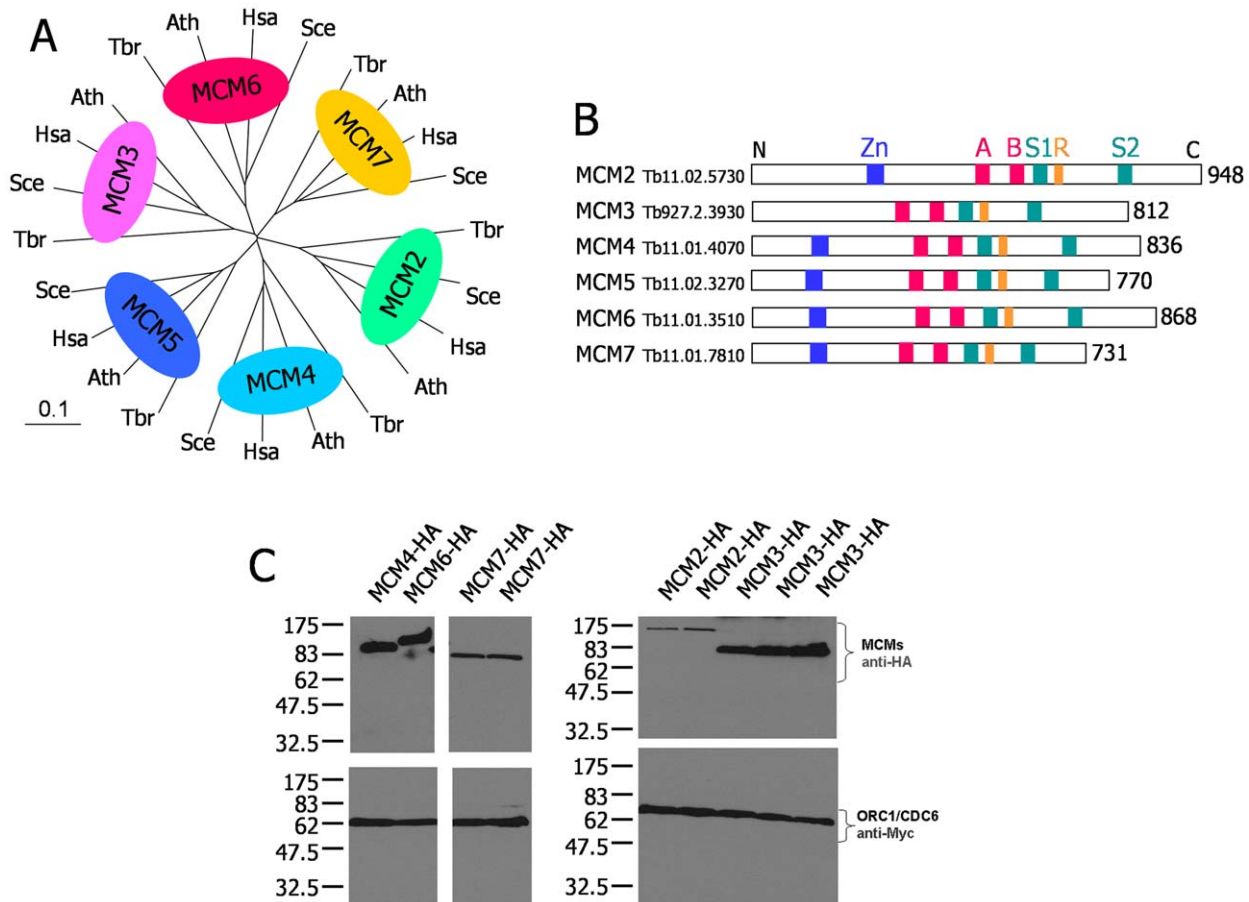 A
Tbr
Ath
Hsa
Sce
MCM6
Tbr
Ath
Hsa
Sce
MCM7
Tbr
Sce
Hsa
Ath
MCM2
Tbr
Ath
Hsa
Sce
MCM4
Tbr
Ath
Hsa
Sce
MCM5
Tbr
Sce
Hsa
Ath
MCM3
0.1
B
N Zn A B S1 R S2 C
MCM2 Tb11.02.5730 948
MCM3 Tb927.2.3930 812
MCM4 Tb11.01.4070 836
MCM5 Tb11.02.3270 770
MCM6 Tb11.01.3510 868
MCM7 Tb11.01.7810 731
C
MCM4-HA
MCM6-HA
MCM7-HA
MCM7-HA
175
83
62
47.5
32.5
175
83
62
47.5
32.5
MCM2-HA
MCM2-HA
MCM3-HA
MCM3-HA
MCM3-HA
175
83
62
47.5
32.5
MCMs
anti-HA
175
83
62
47.5
32.5
ORC1/CDC6
anti-Myc